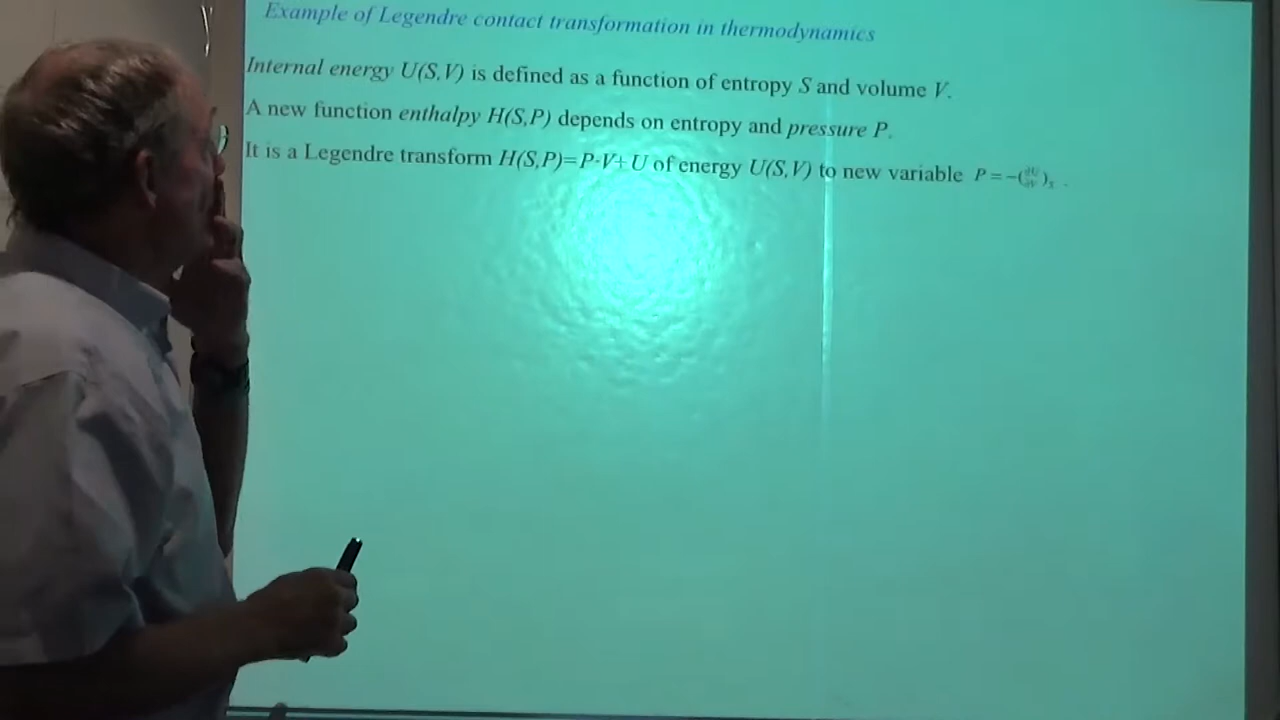 Example of Legendre contact transformation in thermodynamics
Internal energy U(S,V) is defined as a function of entropy S and volume V.
A new function enthalpy H(S,P) depends on entropy and pressure P.
It is a Legendre transform H(S,P)=P·V+U of energy U(S,V) to new variable P = −(∂U/∂V) .